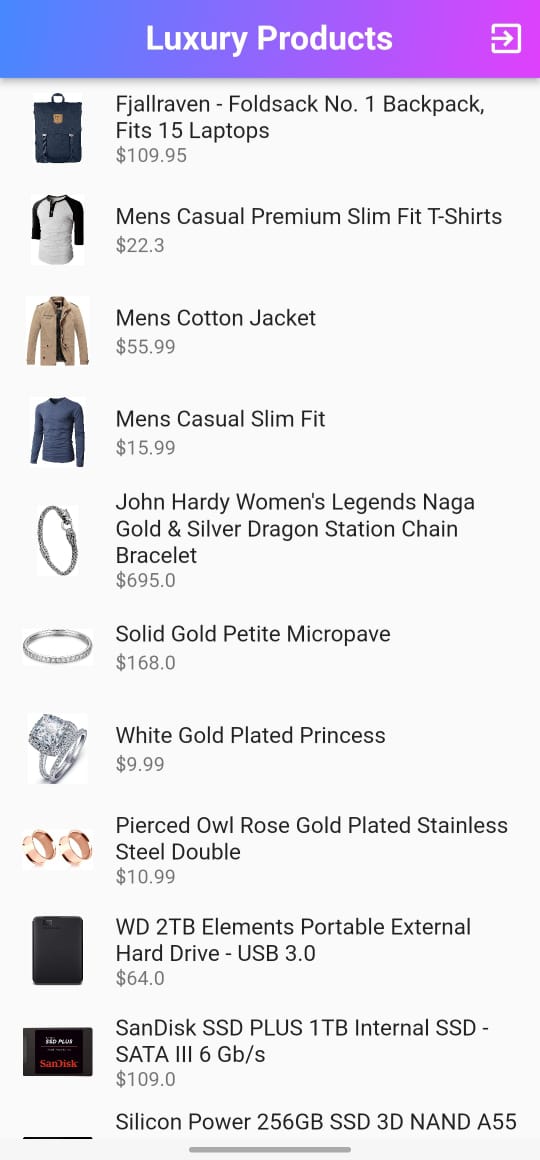 Luxury Products
Fjallraven - Foldsack No. 1 Backpack,
Fits 15 Laptops
$109.95
Mens Casual Premium Slim Fit T-Shirts
$22.3
Mens Cotton Jacket
$55.99
Mens Casual Slim Fit
$15.99
John Hardy Women's Legends Naga
Gold & Silver Dragon Station Chain
Bracelet
$695.0
Solid Gold Petite Micropave
$168.0
White Gold Plated Princess
$9.99
Pierced Owl Rose Gold Plated Stainless
Steel Double
$10.99
WD 2TB Elements Portable External
Hard Drive - USB 3.0
$64.0
SSD PLUS
SanDisk
SanDisk SSD PLUS 1TB Internal SSD -
SATA III 6 Gb/s
$109.0
Silicon Power 256GB SSD 3D NAND A55